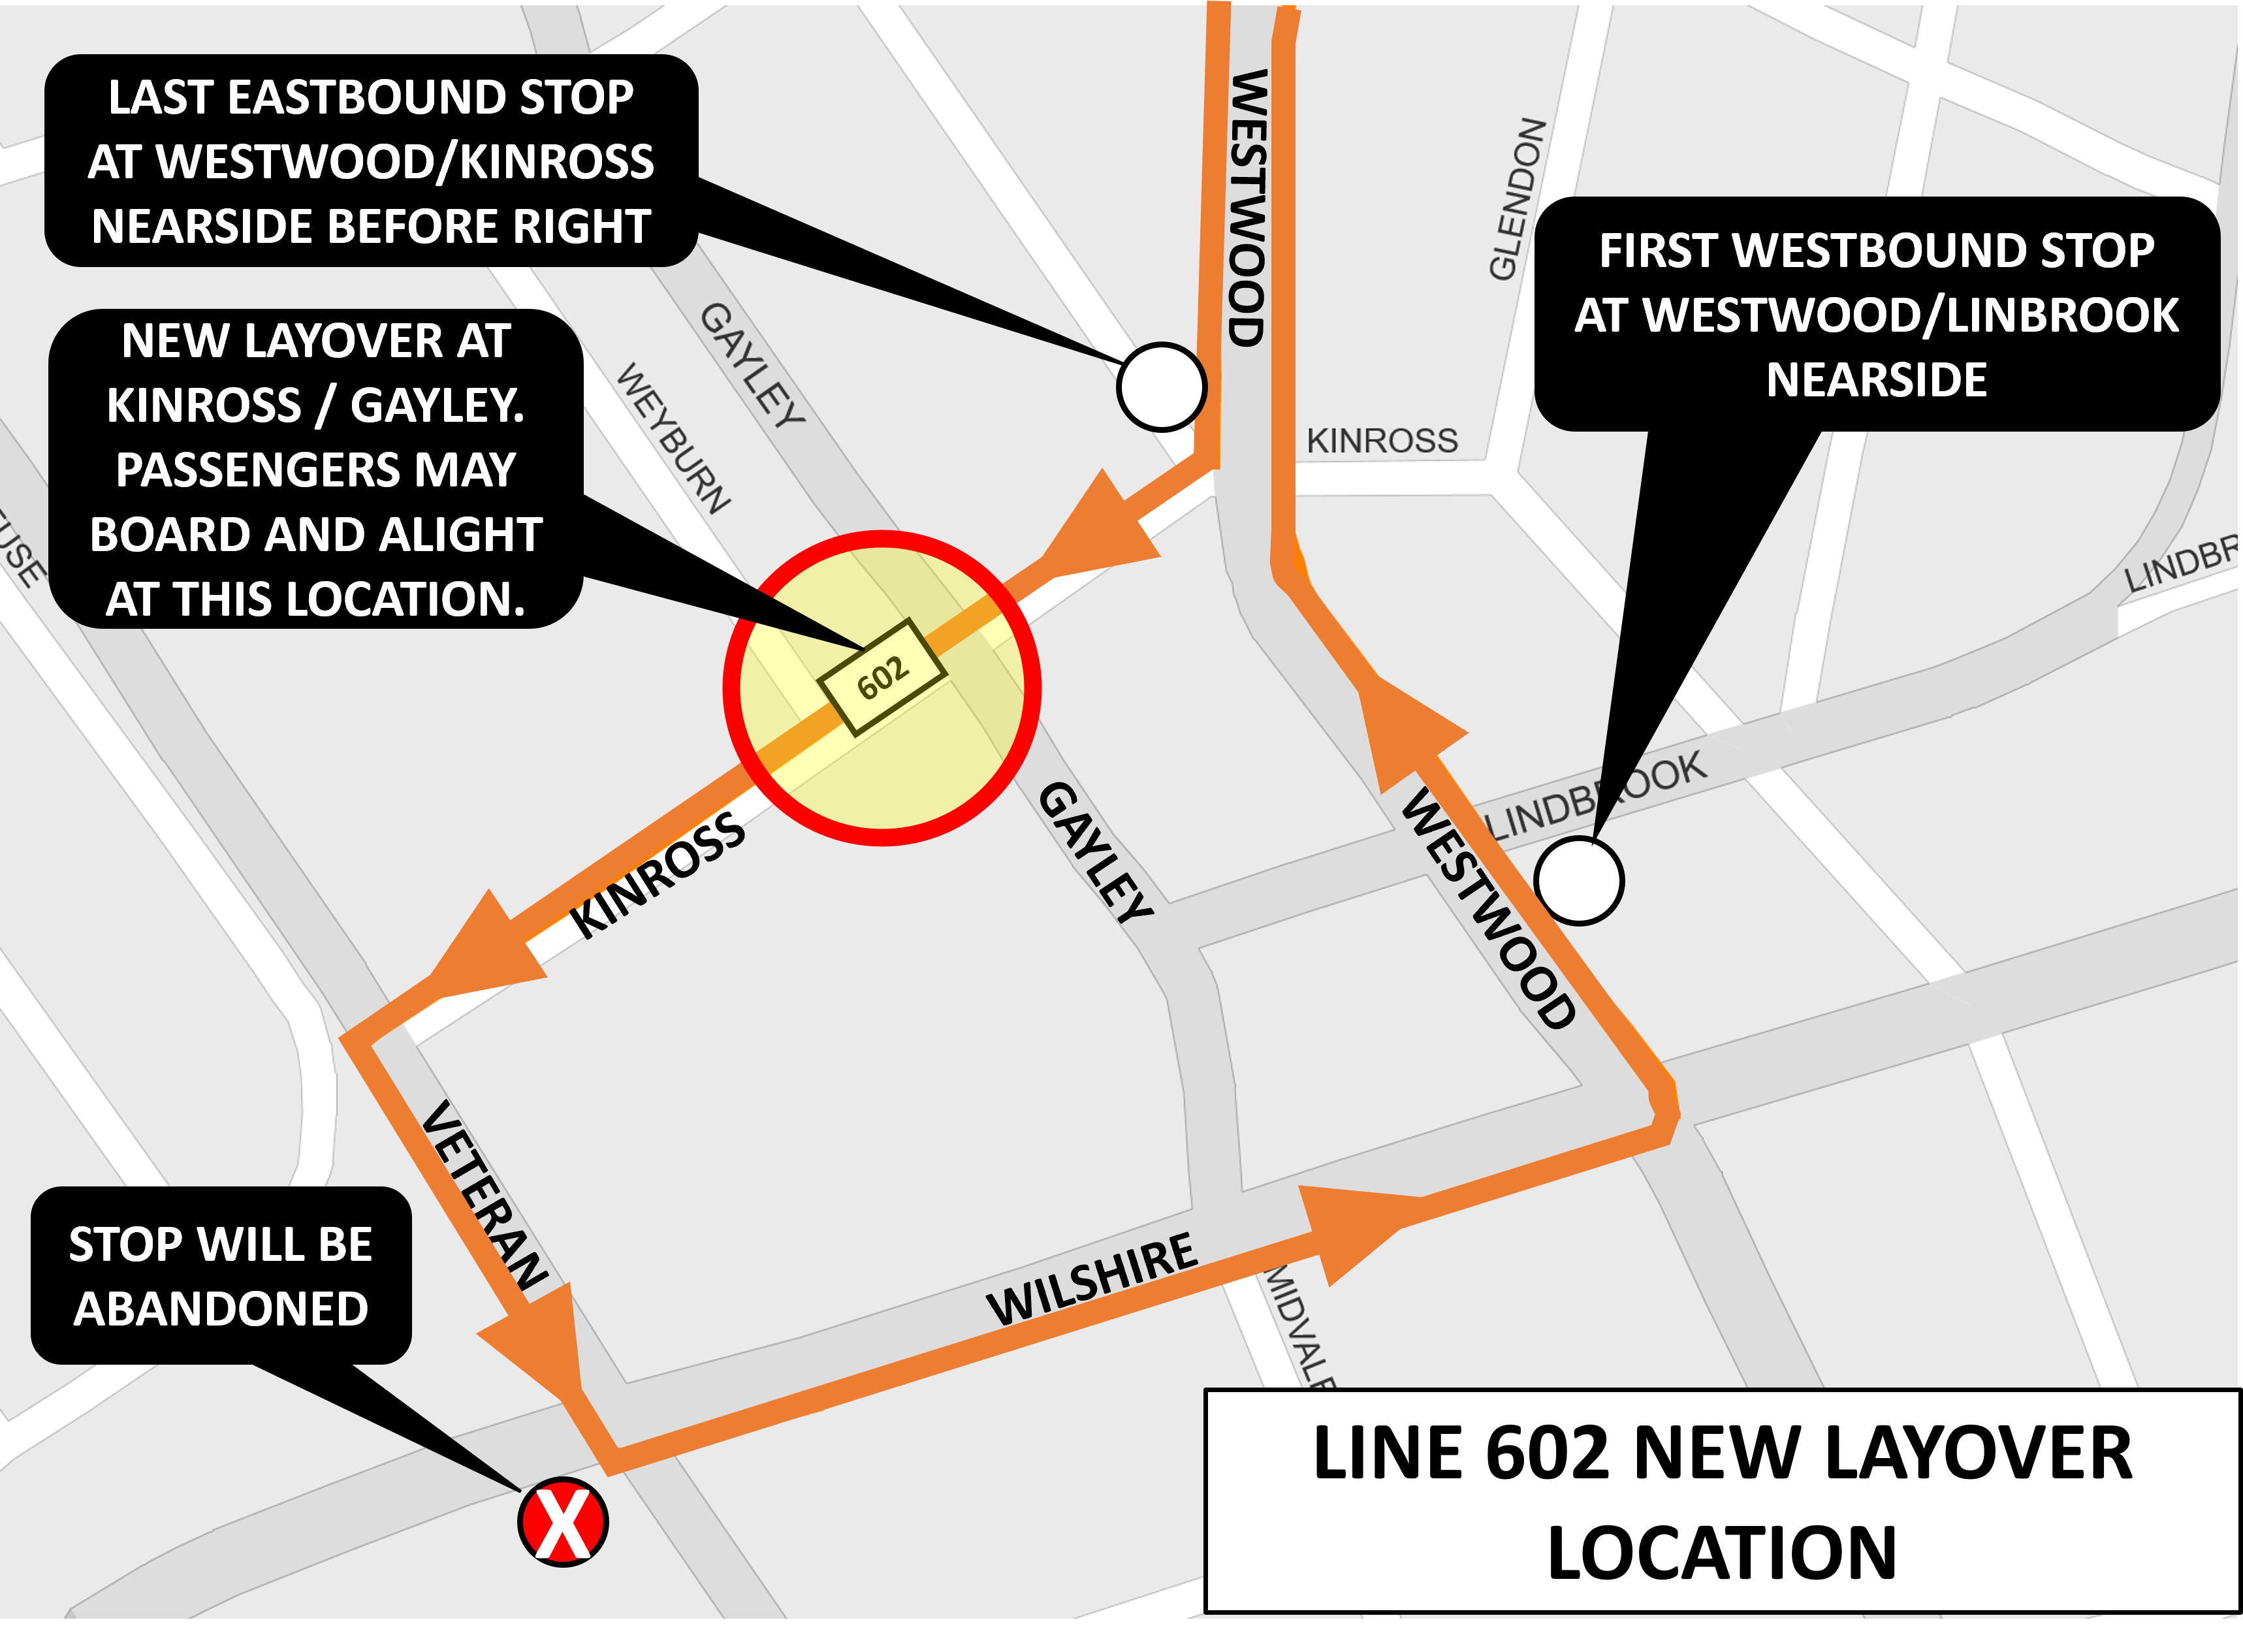 LAST EASTBOUND STOP
AT WESTWOOD/KINROSS
NEARSIDE BEFORE RIGHT
NEW LAYOVER AT
KINROSS / GAYLEY.
PASSENGERS MAY
BOARD AND ALIGHT
AT THIS LOCATION.
WESTWOOD
GLENDON
FIRST WESTBOUND STOP
AT WESTWOOD/LINBROOK
NEARSIDE
GAYLEY
WEYBURN
KINROSS
USE
LINDBR
602
LINDBROOK
KINROSS
GAYLEY
WESTWOOD
VETERAN
STOP WILL BE
ABANDONED
WILSHIRE
MIDVALE
X
LINE 602 NEW LAYOVER
LOCATION